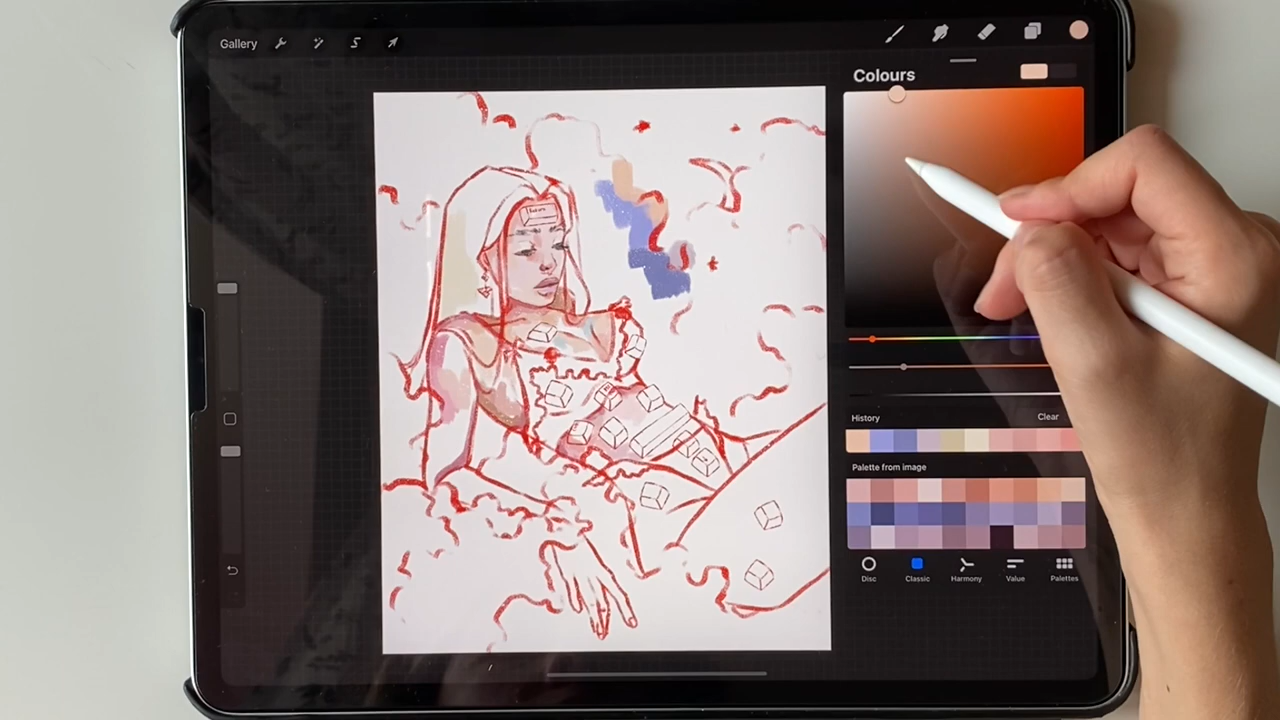 Gallery
Colours
History
Clear
Palette from image
Disc
Classic
Harmony
Value
Palettes